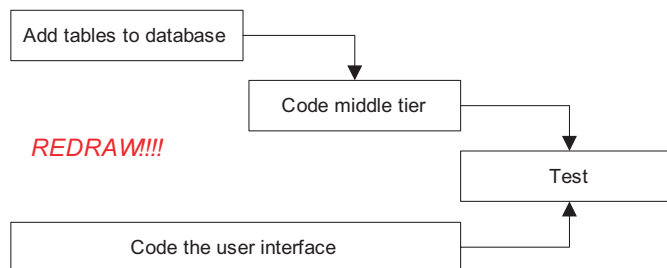 Add tables to database
Code middle tier
REDRAW!!!!
Test
Code the user interface